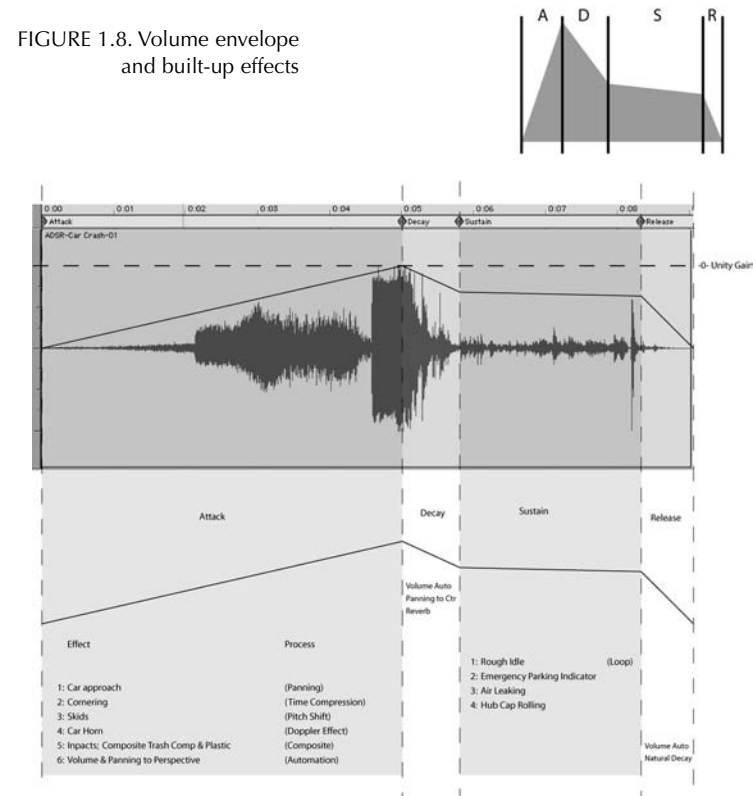 FIGURE 1.8. Volume envelope
and built-up effects
A D S R
0:00 0:01 0:02 0:03 0:04 0:05 0:06 0:07 0:08
Attack Decay Sustain Release
ADSR-Car Crash-01
-0- Unity Gain
Attack Decay Sustain Release
Volume Auto
Panning to Ctr
Reverb
Effect Process
1: Car approach (Panning)
2: Cornering (Time Compression)
3: Skids (Pitch Shift)
4: Car Horn (Doppler Effect)
5: Inpacts; Composite Trash Comp & Plastic (Composite)
6: Volume & Panning to Perspective (Automation)
1: Rough Idle (Loop)
2: Emergency Parking Indicator
3: Air Leaking
4: Hub Cap Rolling
Volume Auto
Natural Decay